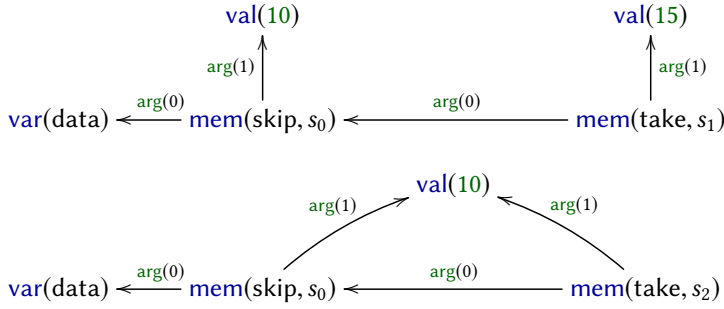 val(10) val(15)
arg(1) arg(1)
arg(0) arg(0)
var(data) mem(skip, s₀) mem(take, s₁)
val(10)
arg(1) arg(1)
arg(0) arg(0)
var(data) mem(skip, s₀) mem(take, s₂)